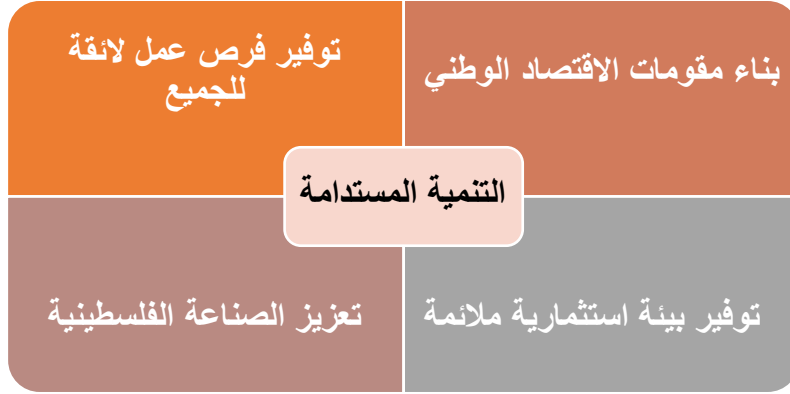 بناء مقومات الاقتصاد الوطني
توفير فرص عمل لائقة
للجميع
التنمية المستدامة
توفير بيئة استثمارية ملائمة
تعزيز الصناعة الفلسطينية